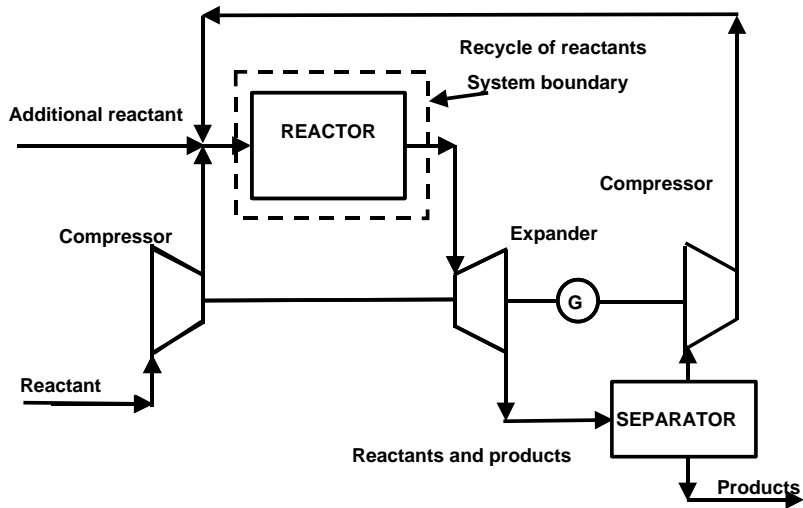 Recycle of reactants
System boundary
Additional reactant
REACTOR
Compressor
Compressor
Expander
G
Reactant
SEPARATOR
Reactants and products
Products